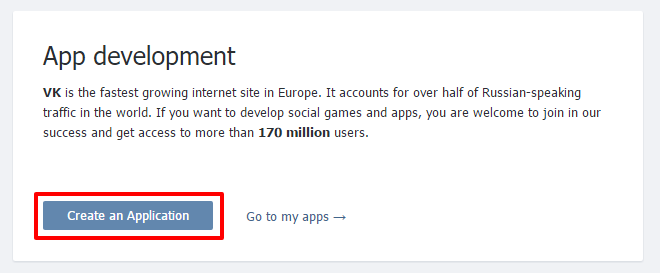 App development
VK is the fastest growing internet site in Europe. It accounts for over half of Russian-speaking
traffic in the world. If you want to develop social games and apps, you are welcome to join in our
success and get access to more than 170 million users.
Create an Application
Go to my apps →